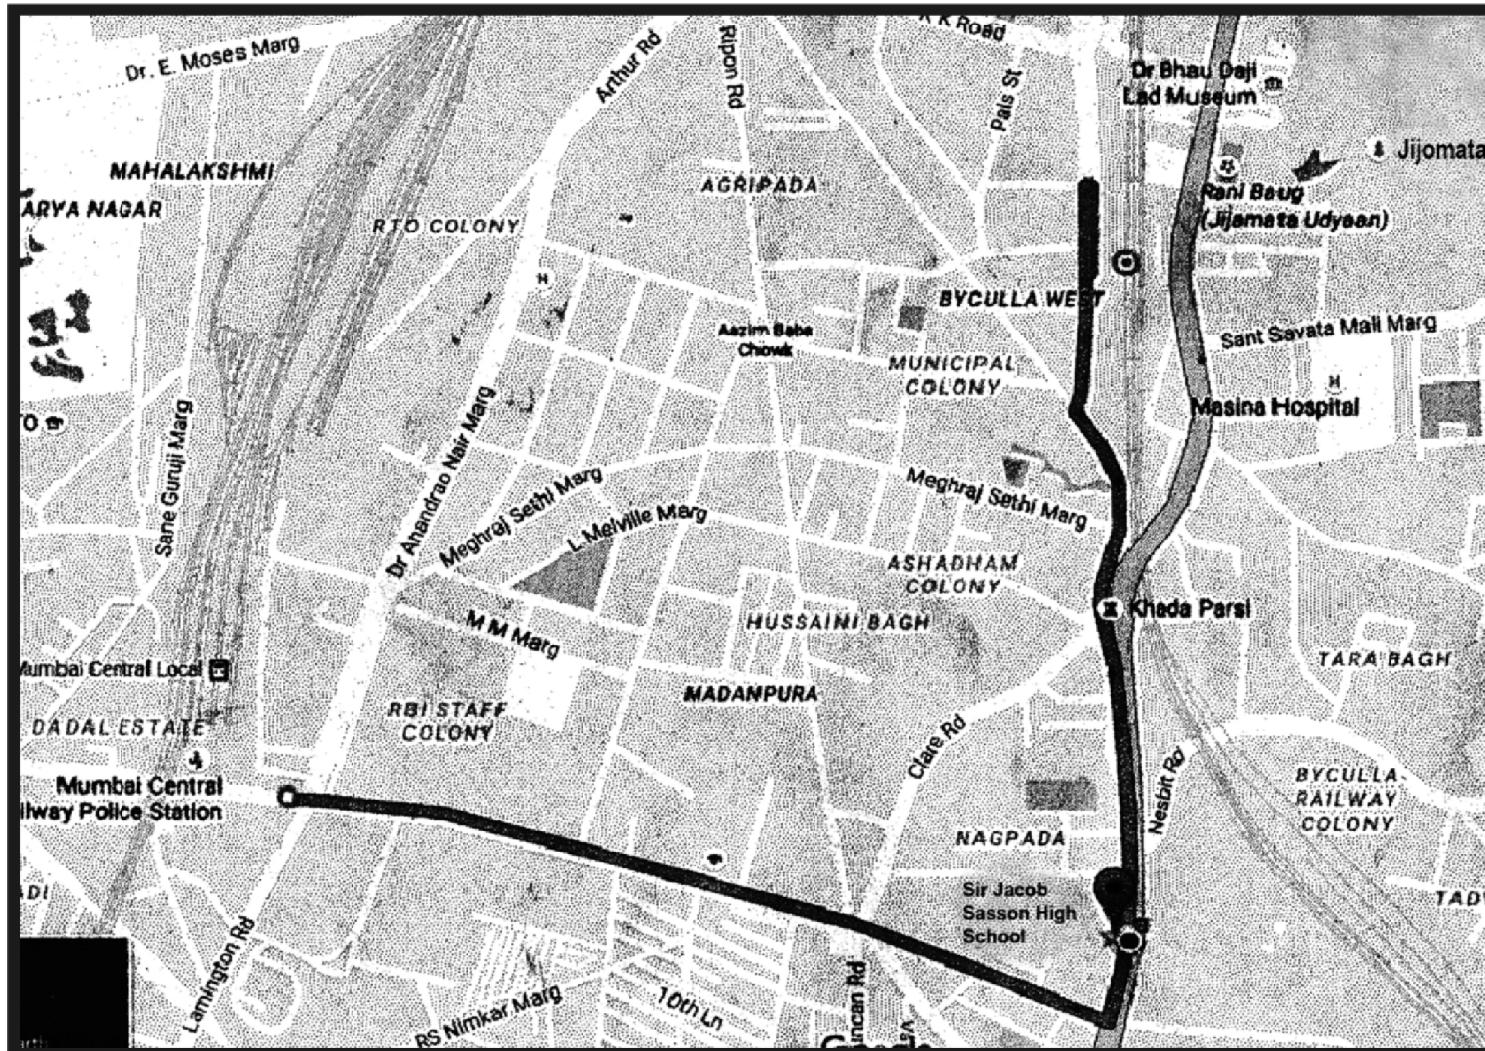 K K Road
Dr. E. Moses Marg
Arthur Rd
Ripon Rd
Pais St
Dr Bhau Daji
Lad Museum
Jijomata
MAHALAKSHMI
ARYA NAGAR
AGRIPADA
RTO COLONY
Rani Baug
(Jijamata Udyaan)
H
BYCULLA WEST
Aazim Baba
Chowk
Sant Savata Mali Marg
MUNICIPAL
COLONY
H
Masina Hospital
Sane Guruji Marg
Dr Anandrao Nair Marg
Meghraj Sethi Marg
L Melville Marg
Meghraj Sethi Marg
ASHADHAM
COLONY
Khada Parsi
M M Marg
HUSSAINI BAGH
TARA BAGH
Mumbai Central Local
MADANPURA
RBI STAFF
COLONY
DADAL ESTATE
Clare Rd
Nesbit Rd
Mumbai Central
ilway Police Station
BYCULLA
RAILWAY
COLONY
NAGPADA
Sir Jacob
Sasson High
School
ADI
TAD
Lamington Rd
RS Nimkar Marg
10th Ln
ncan Rd